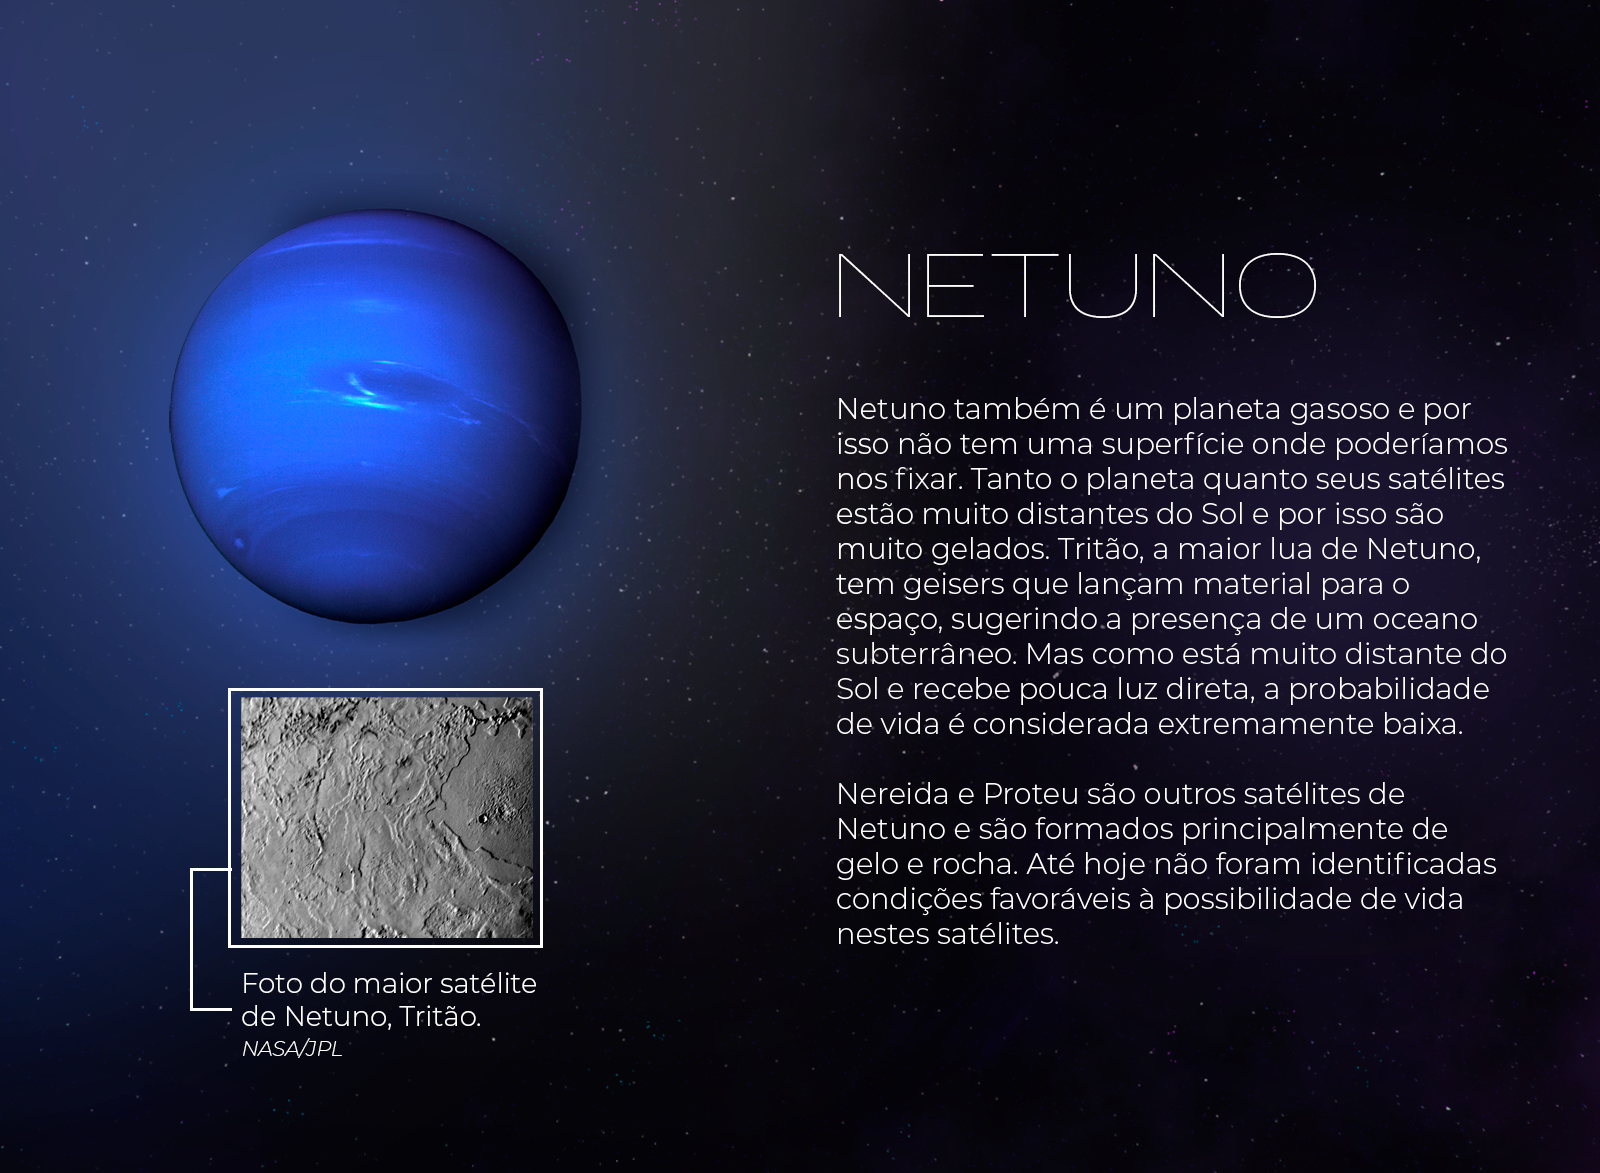 NETUNO
Netuno também é um planeta gasoso e por
isso não tem uma superfície onde poderíamos
nos fixar. Tanto o planeta quanto seus satélites
estão muito distantes do Sol e por isso são
muito gelados. Tritão, a maior lua de Netuno,
tem geisers que lançam material para o
espaço, sugerindo a presença de um oceano
subterrâneo. Mas como está muito distante do
Sol e recebe pouca luz direta, a probabilidade
de vida é considerada extremamente baixa.
Nereida e Proteu são outros satélites de
Netuno e são formados principalmente de
gelo e rocha. Até hoje não foram identificadas
condições favoráveis à possibilidade de vida
nestes satélites.
Foto do maior satélite
de Netuno, Tritão.
NASA/JPL